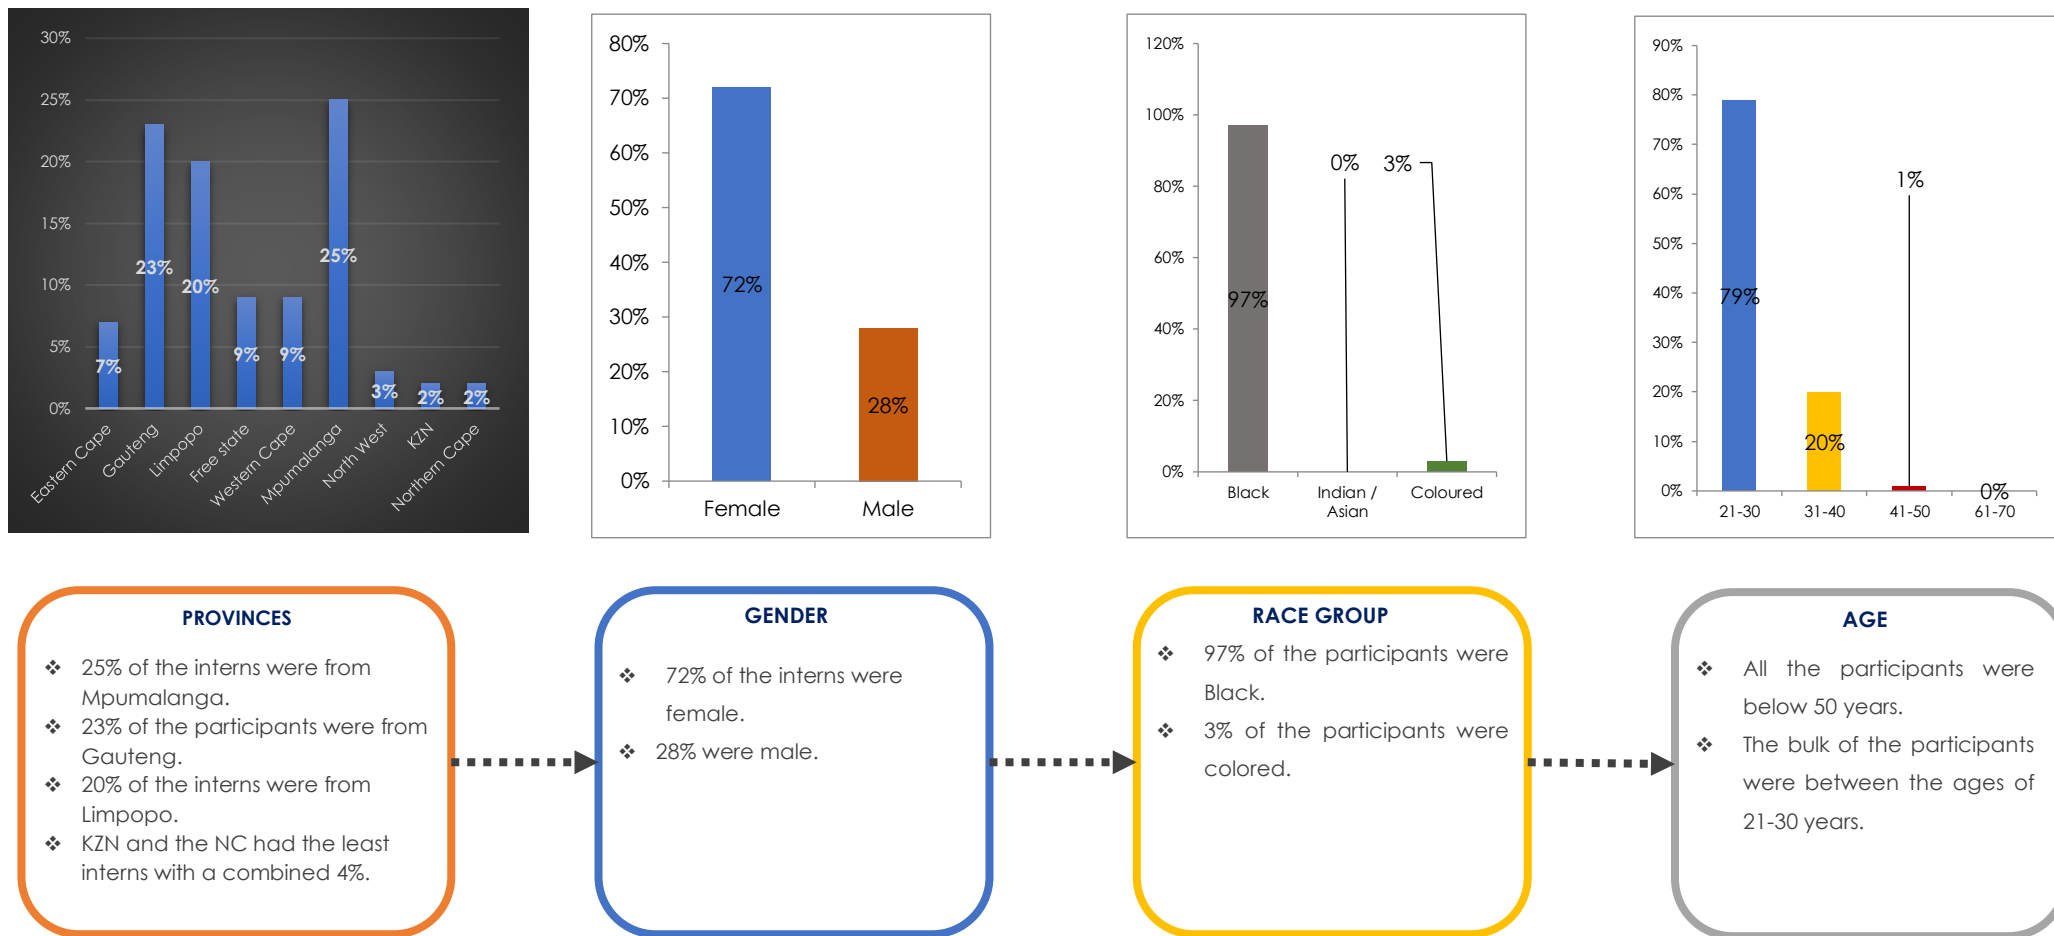 30%
25%
20%
15%
10%
5%
0%
7%
23%
20%
9%
9%
25%
3%
2%
2%
Eastern Cape
Gauteng
Limpopo
Free state
Western Cape
Mpumalanga
North West
KZN
Northern Cape
80%
70%
60%
50%
40%
30%
20%
10%
0%
72%
28%
Female
Male
120%
100%
80%
60%
40%
20%
0%
97%
0%
3%
Black
Indian /
Asian
Coloured
90%
80%
70%
60%
50%
40%
30%
20%
10%
0%
79%
20%
1%
0%
21-30
31-40
41-50
61-70
PROVINCES
❖ 25% of the interns were from
Mpumalanga.
❖ 23% of the participants were from
Gauteng.
❖ 20% of the interns were from
Limpopo.
❖ KZN and the NC had the least
interns with a combined 4%.
GENDER
❖ 72% of the interns were
female.
❖ 28% were male.
RACE GROUP
❖ 97% of the participants were
Black.
❖ 3% of the participants were
colored.
AGE
❖ All the participants were
below 50 years.
❖ The bulk of the participants
were between the ages of
21-30 years.